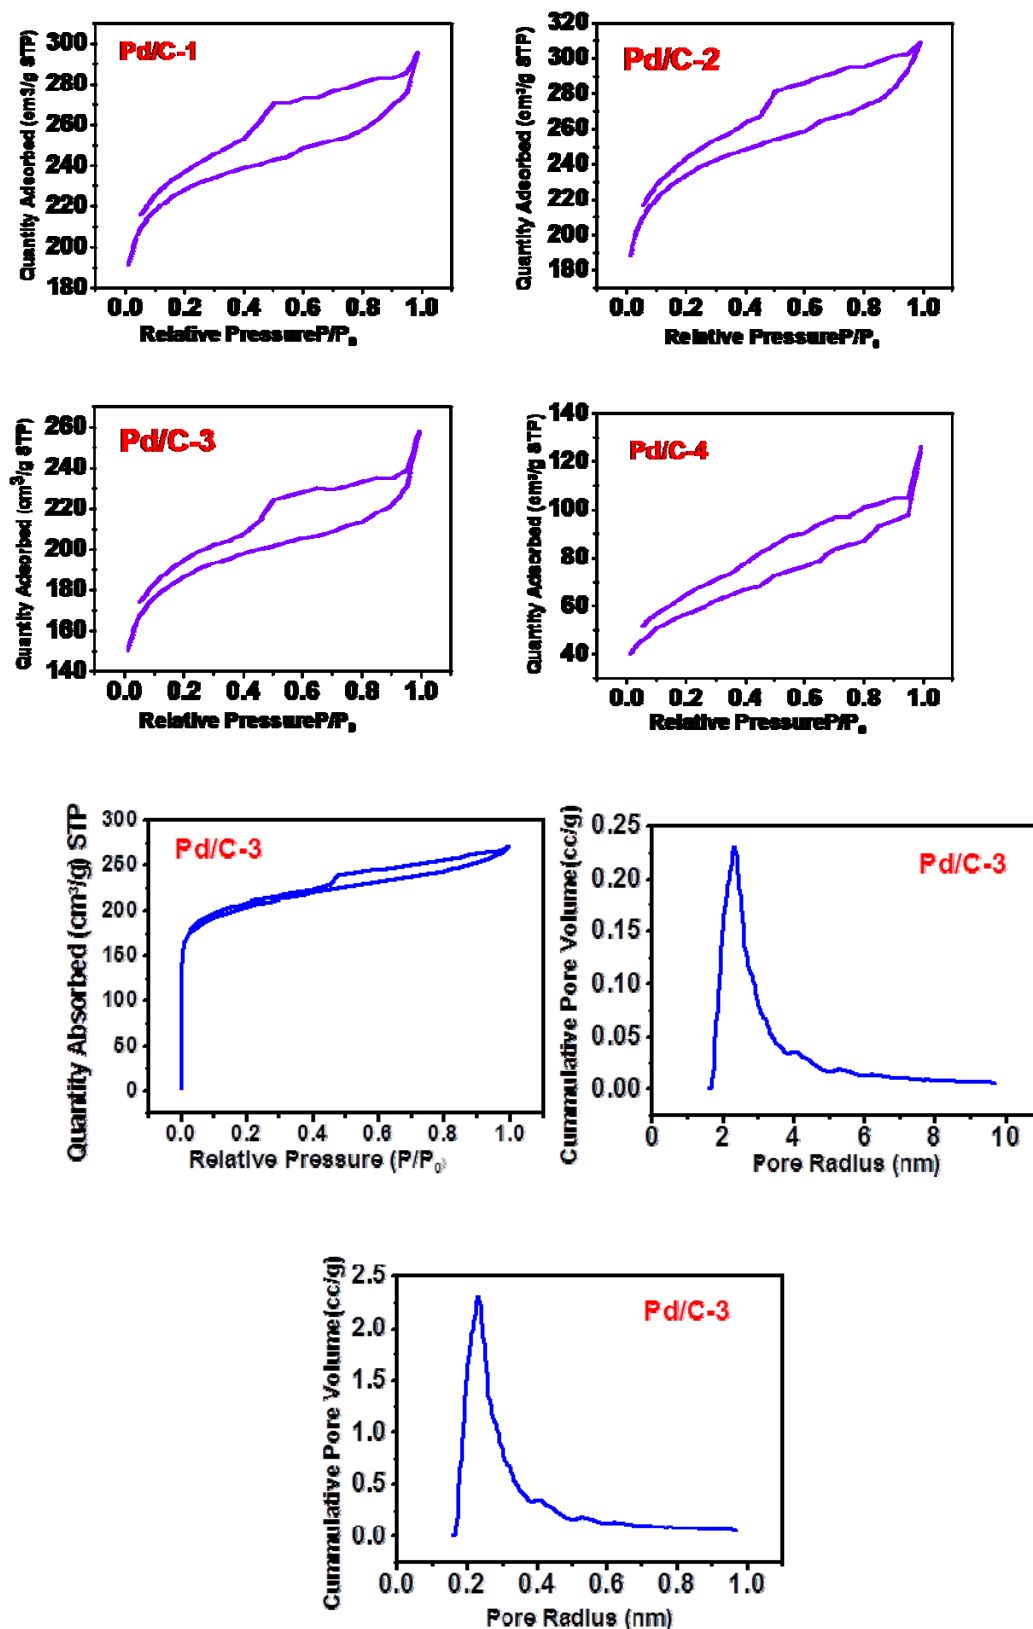 Pd/C-1
Quantity Adsorbed (cm3/g STP)
300
280
260
240
220
200
180
0.0 0.2 0.4 0.6 0.8 1.0
Relative PressureP/P₀
Pd/C-2
Quantity Adsorbed (cm³/g STP)
320
300
280
260
240
220
200
180
0.0 0.2 0.4 0.6 0.8 1.0
Relative PressureP/P₀
Pd/C-3
Quantity Adsorbed (cm³/g STP)
260
240
220
200
180
160
140
0.0 0.2 0.4 0.6 0.8 1.0
Relative PressureP/P₀
Pd/C-4
Quantity Adsorbed (cm³/g STP)
140
120
100
80
60
40
0.0 0.2 0.4 0.6 0.8 1.0
Relative PressureP/P₀
Pd/C-3
Quantity Absorbed (cm³/g) STP
300
250
200
150
100
50
0
0.0 0.2 0.4 0.6 0.8 1.0
Relative Pressure (P/P₀)
Pd/C-3
Cummulative Pore Volume(cc/g)
0.25
0.20
0.15
0.10
0.05
0.00
0 2 4 6 8 10
Pore Radius (nm)
Pd/C-3
Cummulative Pore Volume(cc/g)
2.5
2.0
1.5
1.0
0.5
0.0
0.0 0.2 0.4 0.6 0.8 1.0
Pore Radius (nm)